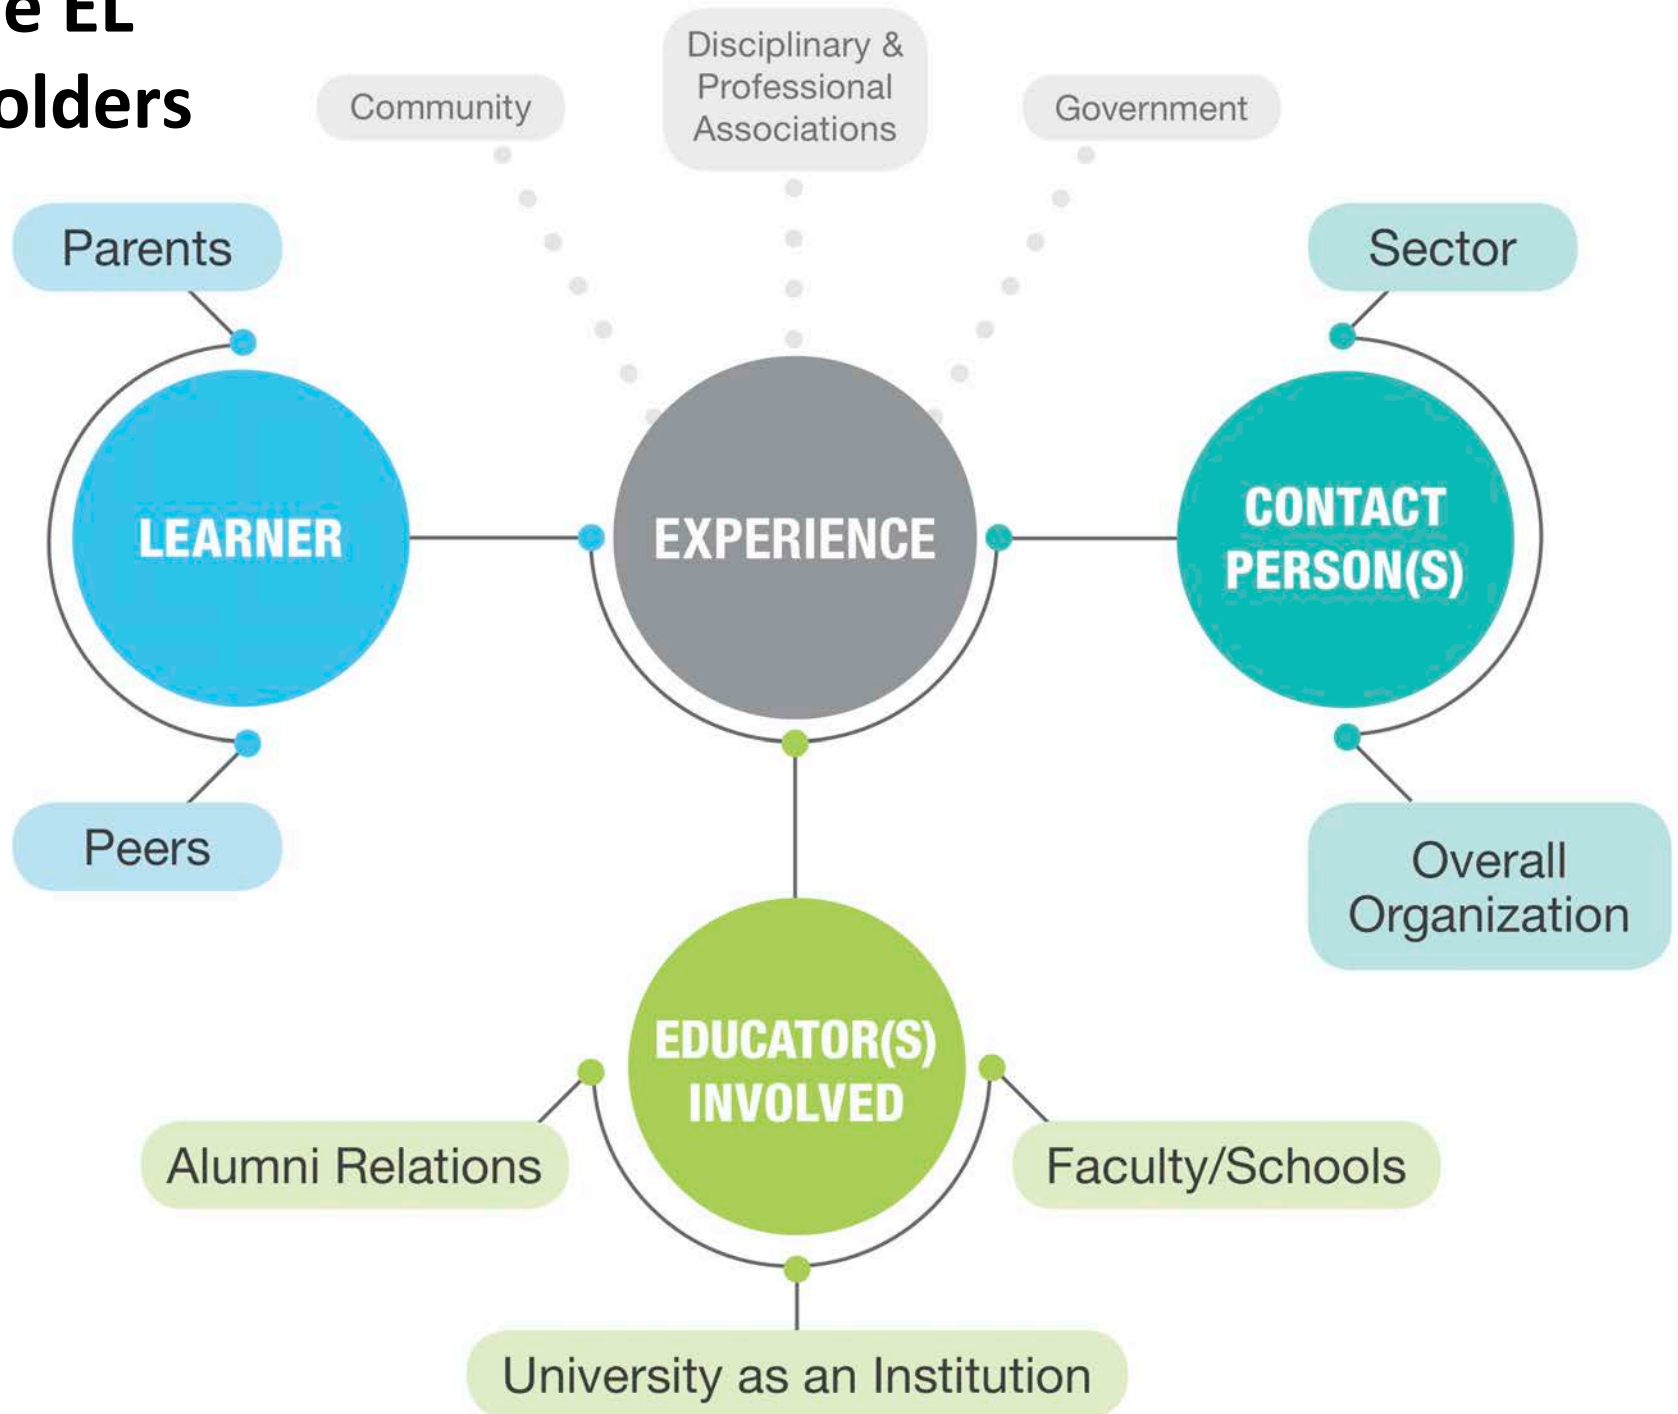 e EL
olders
Community
Disciplinary &
Professional
Associations
Government
Parents
Sector
LEARNER
EXPERIENCE
CONTACT
PERSON(S)
Peers
Overall
Organization
EDUCATOR(S)
INVOLVED
Alumni Relations
Faculty/Schools
University as an Institution